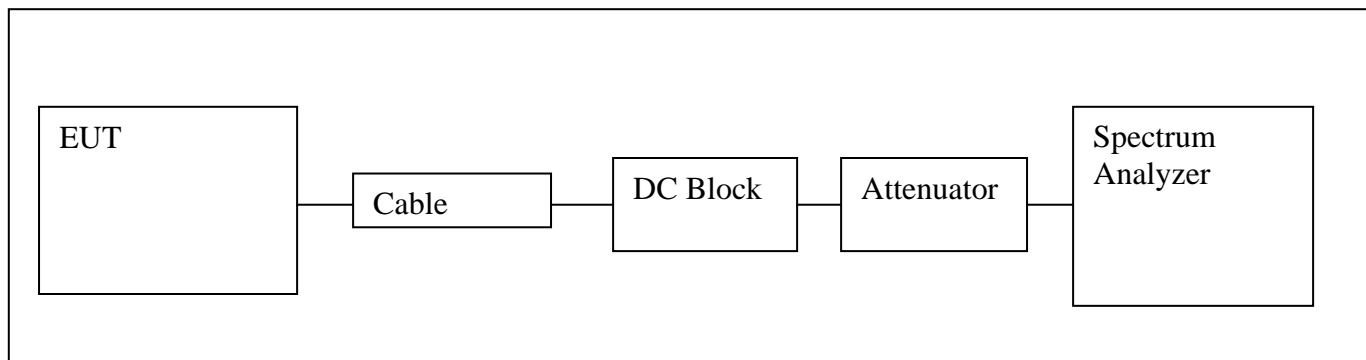 EUT
Cable
DC Block
Attenuator
Spectrum
Analyzer